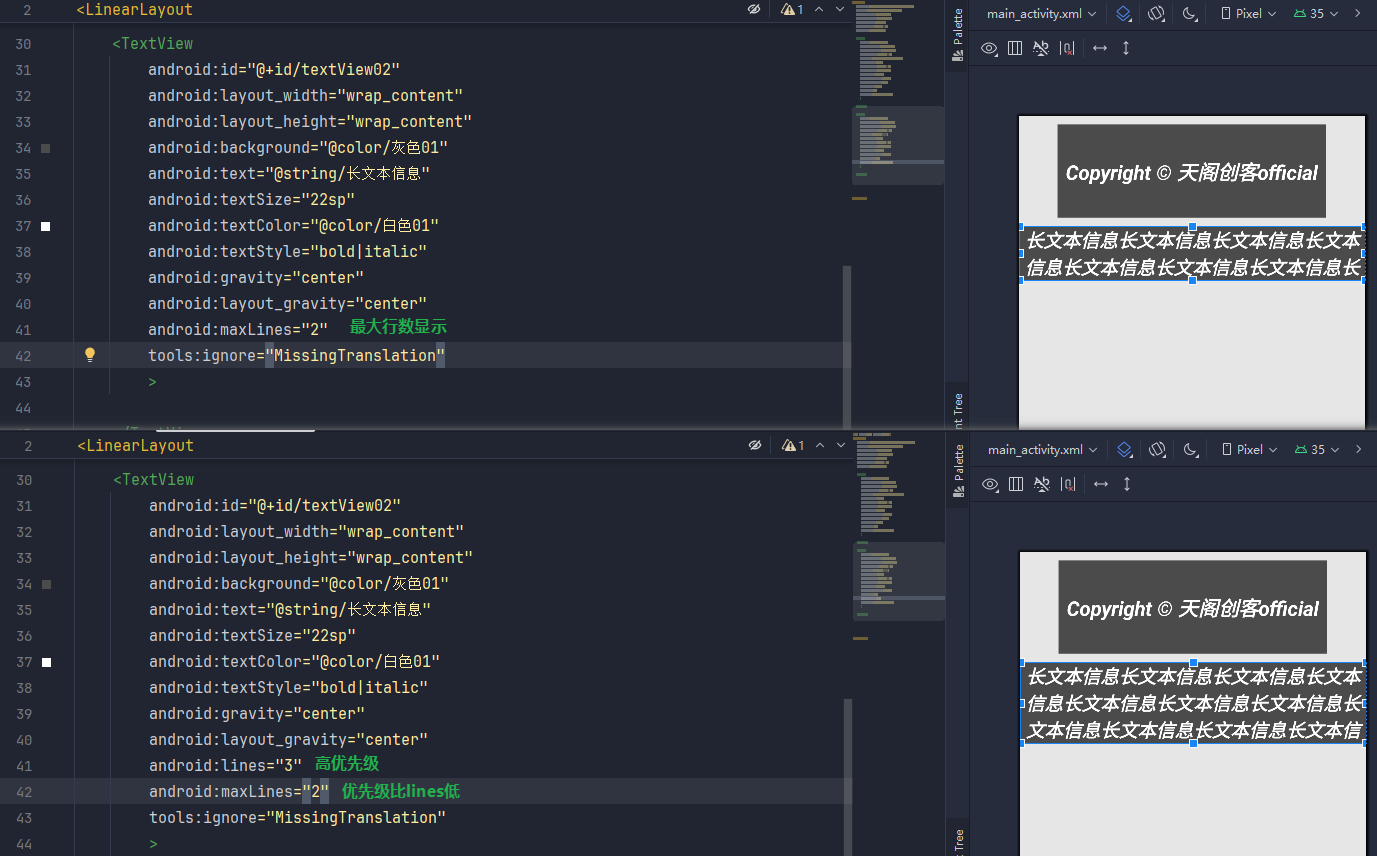 2 <LinearLayout 1
30 <TextView
31 android:id="@+id/textView02"
32 android:layout_width="wrap_content"
33 android:layout_height="wrap_content"
34 android:background="@color/灰色01"
35 android:text="@string/长文本信息"
36 android:textSize="22sp"
37 android:textColor="@color/白色01"
38 android:textStyle="bold|italic"
39 android:gravity="center"
40 android:layout_gravity="center"
41 android:maxLines="2" 最大行数显示
42 tools:ignore="MissingTranslation"
43 >
44
Palette
main_activity.xml Pixel 35
Copyright © 天阁创客official
长文本信息长文本信息长文本信息长文本
信息长文本信息长文本信息长文本信息长
nt Tree
2 <LinearLayout 1
30 <TextView
31 android:id="@+id/textView02"
32 android:layout_width="wrap_content"
33 android:layout_height="wrap_content"
34 android:background="@color/灰色01"
35 android:text="@string/长文本信息"
36 android:textSize="22sp"
37 android:textColor="@color/白色01"
38 android:textStyle="bold|italic"
39 android:gravity="center"
40 android:layout_gravity="center"
41 android:lines="3" 高优先级
42 android:maxLines="2" 优先级比lines低
43 tools:ignore="MissingTranslation"
44 >
Palette
main_activity.xml Pixel 35
Copyright © 天阁创客official
长文本信息长文本信息长文本信息长文本
信息长文本信息长文本信息长文本信息长
文本信息长文本信息长文本信息长文本信
Tree